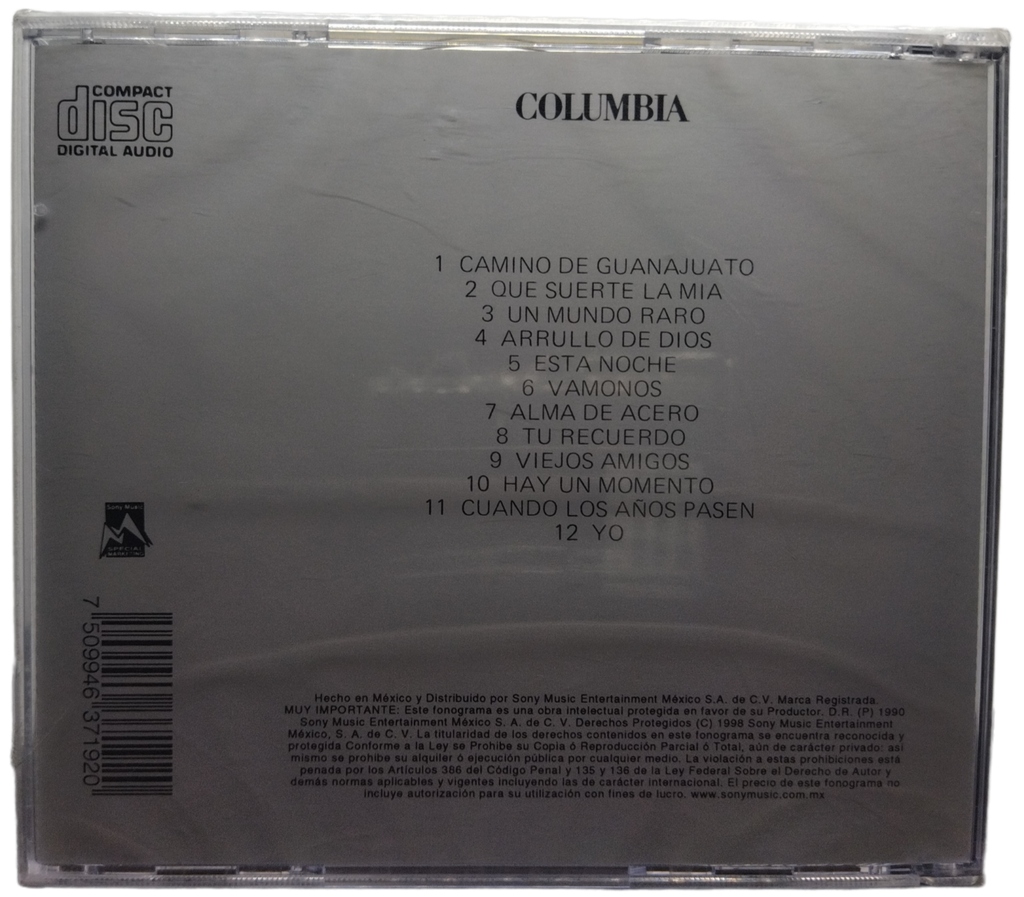 COMPACT
disc
DIGITAL AUDIO
COLUMBIA
1 CAMINO DE GUANAJUATO
2 QUE SUERTE LA MIA
3 UN MUNDO RARO
4 ARRULLO DE DIOS
5 ESTA NOCHE
6 VAMONOS
7 ALMA DE ACERO
8 TU RECUERDO
9 VIEJOS AMIGOS
10 HAY UN MOMENTO
11 CUANDO LOS AÑOS PASEN
12 YO
Sony Music
SPECIAL
MARKETING
7 509946 371920
Hecho en México y Distribuido por Sony Music Entertainment México S.A. de C.V. Marca Registrada.
MUY IMPORTANTE: Este fonograma es una obra intelectual protegida en favor de su Productor. D.R. (P) 1990
Sony Music Entertainment México S. A. de C. V. Derechos Protegidos (C) 1998 Sony Music Entertainment
México, S. A. de C. V. La titularidad de los derechos contenidos en este fonograma se encuentra reconocida y
protegida Conforme a la Ley se Prohibe su Copia ó Reproducción Parcial ó Total, aún de carácter privado: así
mismo se prohibe su alquiler ó ejecución pública por cualquier medio. La violación a estas prohibiciones está
penada por los Artículos 386 del Código Penal y 135 y 136 de la Ley Federal Sobre el Derecho de Autor y
demás normas aplicables y vigentes incluyendo las de carácter internacional. El precio de este fonograma no
incluye autorización para su utilización con fines de lucro. www.sonymusic.com.mx